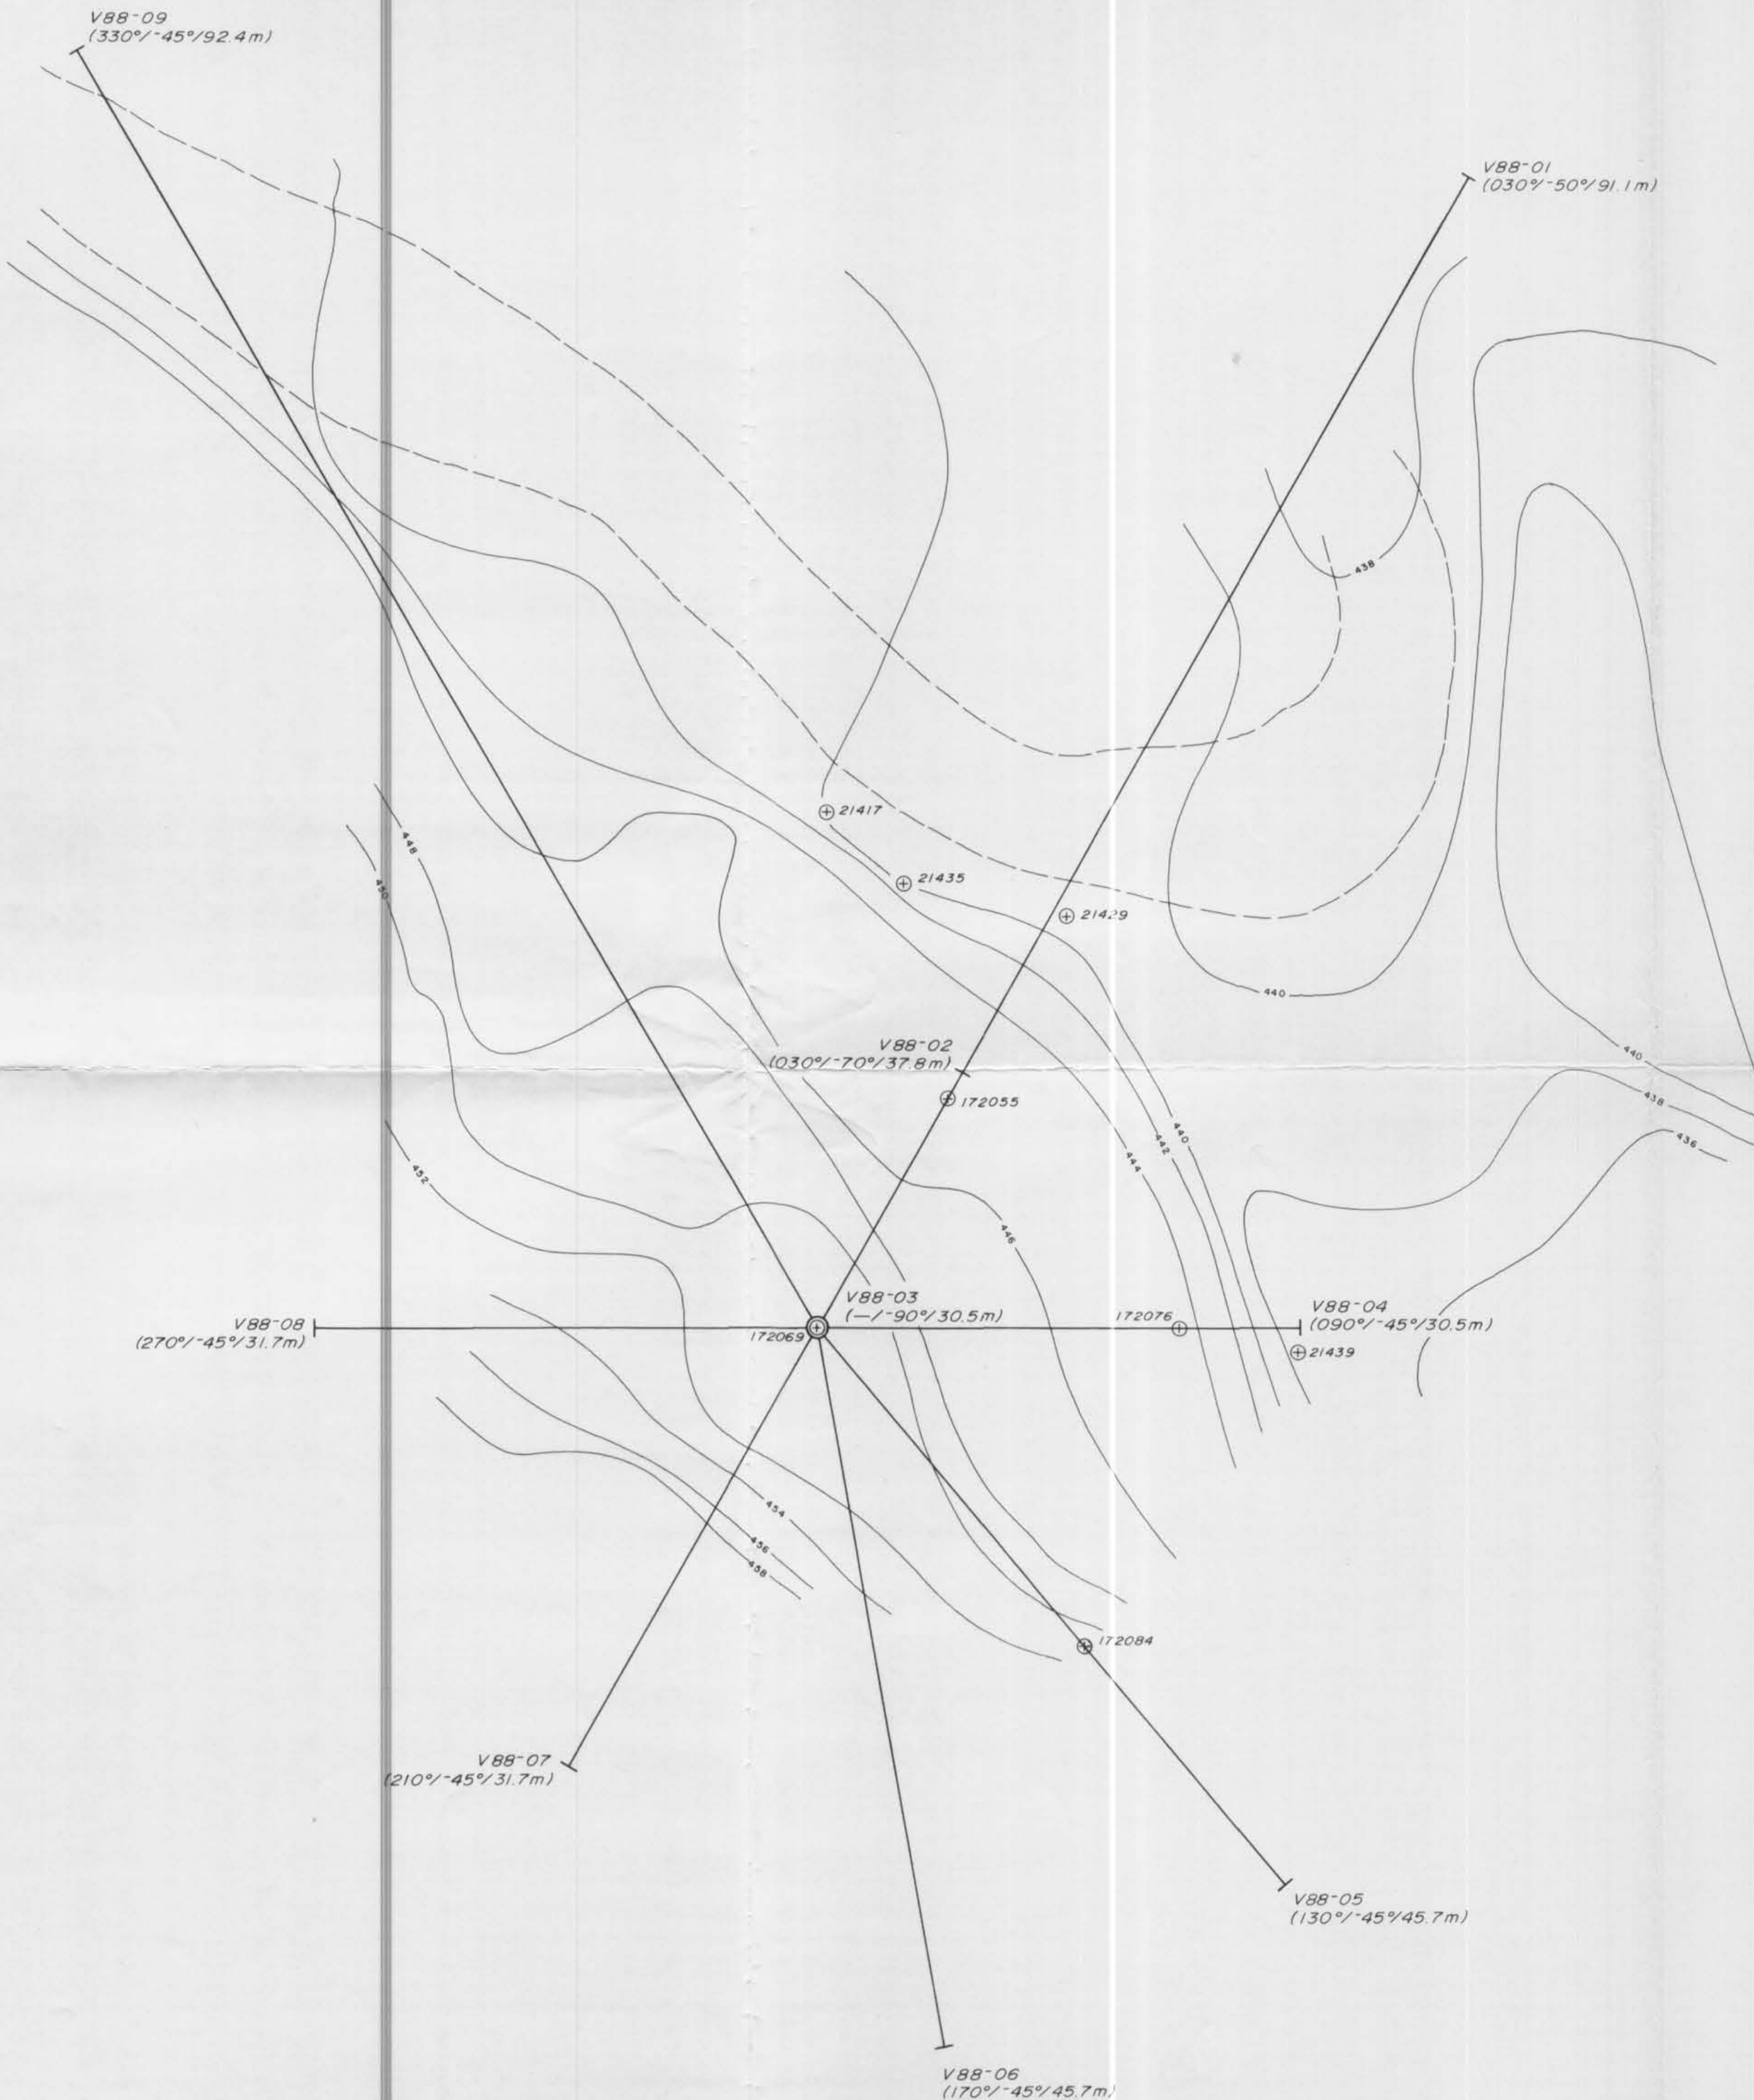 V88-09
(330°/-45°/92.4m)
V88-01
(030°/-50°/91.1m)
438
21417
448
450
21435
21429
440
V88-02
(030°/-70°/37.8m)
172055
440
438
436
440
442
444
452
446
V88-03
(—/-90°/30.5m)
172069
172076
V88-04
(090°/-45°/30.5m)
21439
V88-08
(270°/-45°/31.7m)
454
456
458
172084
V88-07
(210°/-45°/31.7m)
V88-05
(130°/-45°/45.7m)
V88-06
(170°/-45°/45.7m)